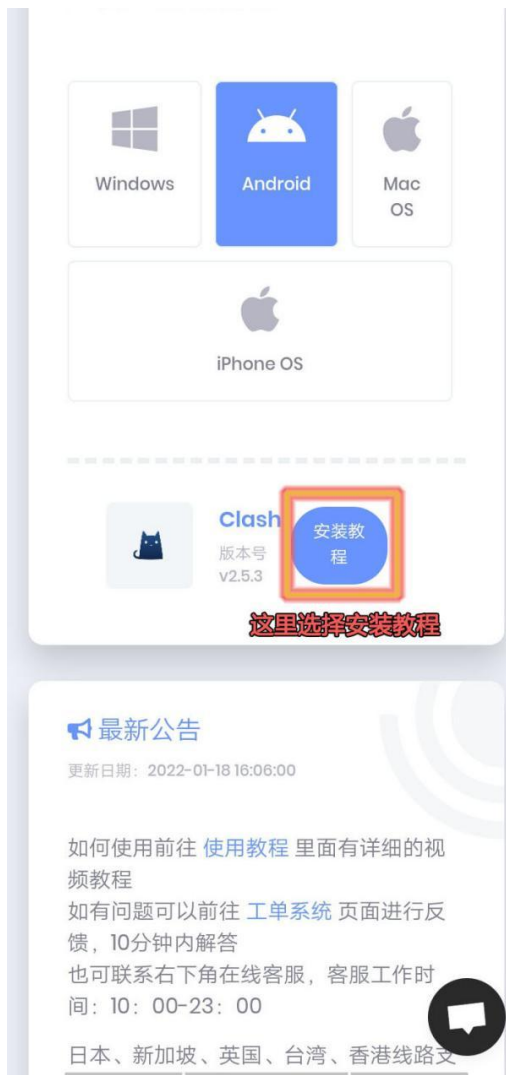 Windows
Android
Mac
OS
iPhone OS
Clash
版本号
v2.5.3
安装教
程
这里选择安装教程
最新公告
更新日期：2022-01-18 16:06:00
如何使用前往 使用教程 里面有详细的视
频教程
如有问题可以前往 工单系统 页面进行反
馈，10分钟内解答
也可联系右下角在线客服，客服工作时
间：10：00-23：00
日本、新加坡、英国、台湾、香港线路支